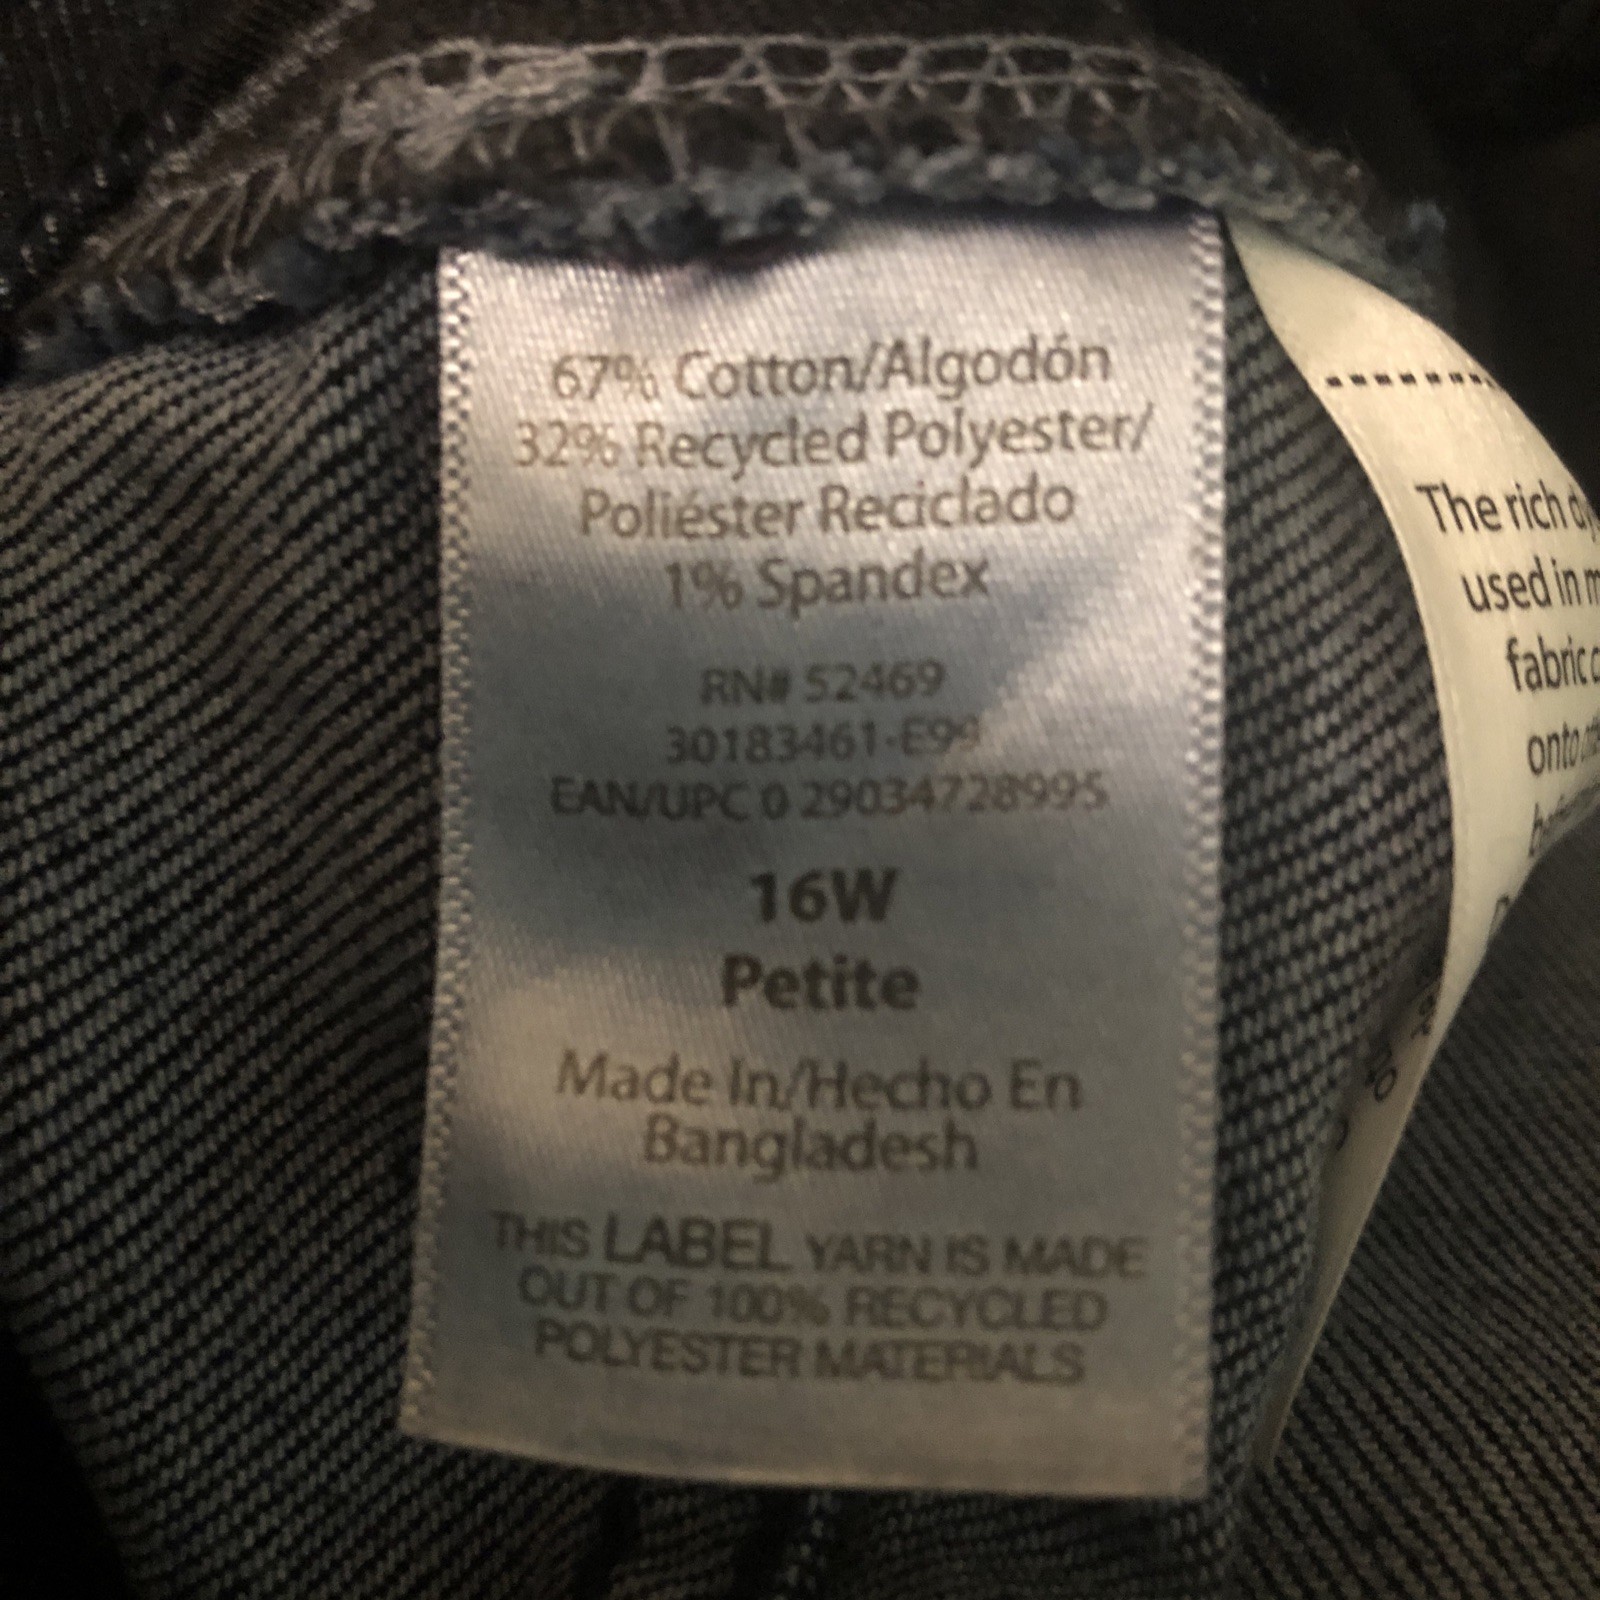 67% Cotton/Algodón
32% Recycled Polyester/
Poliéster Reciclado
1% Spandex
RN# 52469
30183461-E99
EAN/UPC 0 29034728995
16W
Petite
Made In/Hecho En
Bangladesh
THIS LABEL YARN IS MADE
OUT OF 100% RECYCLED
POLYESTER MATERIALS
The rich
used in
fabric
onto